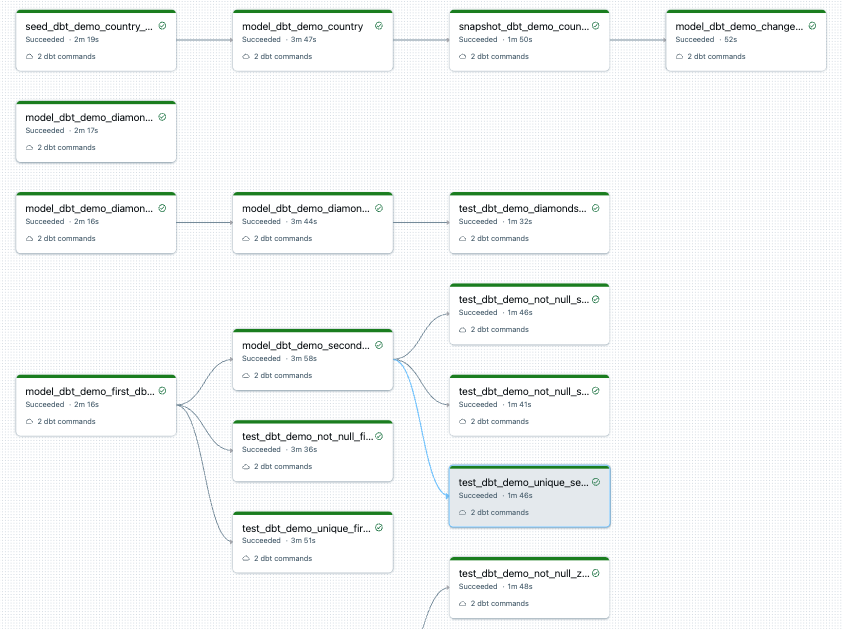 seed_dbt_demo_country_...
Succeeded · 2m 19s
2 dbt commands
model_dbt_demo_country
Succeeded · 3m 47s
2 dbt commands
snapshot_dbt_demo_coun...
Succeeded · 1m 50s
2 dbt commands
model_dbt_demo_change...
Succeeded · 52s
2 dbt commands
model_dbt_demo_diamon...
Succeeded · 2m 17s
2 dbt commands
model_dbt_demo_diamon...
Succeeded · 2m 16s
2 dbt commands
model_dbt_demo_diamon...
Succeeded · 3m 44s
2 dbt commands
test_dbt_demo_diamonds...
Succeeded · 1m 32s
2 dbt commands
test_dbt_demo_not_null_s...
Succeeded · 1m 46s
2 dbt commands
model_dbt_demo_second...
Succeeded · 3m 58s
2 dbt commands
model_dbt_demo_first_db...
Succeeded · 2m 16s
2 dbt commands
test_dbt_demo_not_null_s...
Succeeded · 1m 41s
2 dbt commands
test_dbt_demo_not_null_fi...
Succeeded · 3m 36s
2 dbt commands
test_dbt_demo_unique_se...
Succeeded · 1m 46s
2 dbt commands
test_dbt_demo_unique_fir...
Succeeded · 3m 51s
2 dbt commands
test_dbt_demo_not_null_z...
Succeeded · 1m 48s
2 dbt commands